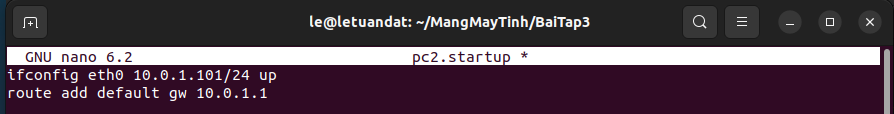 le@letuandat: ~/MangMayTinh/BaiTap3
GNU nano 6.2 pc2.startup *
ifconfig eth0 10.0.1.101/24 up
route add default gw 10.0.1.1